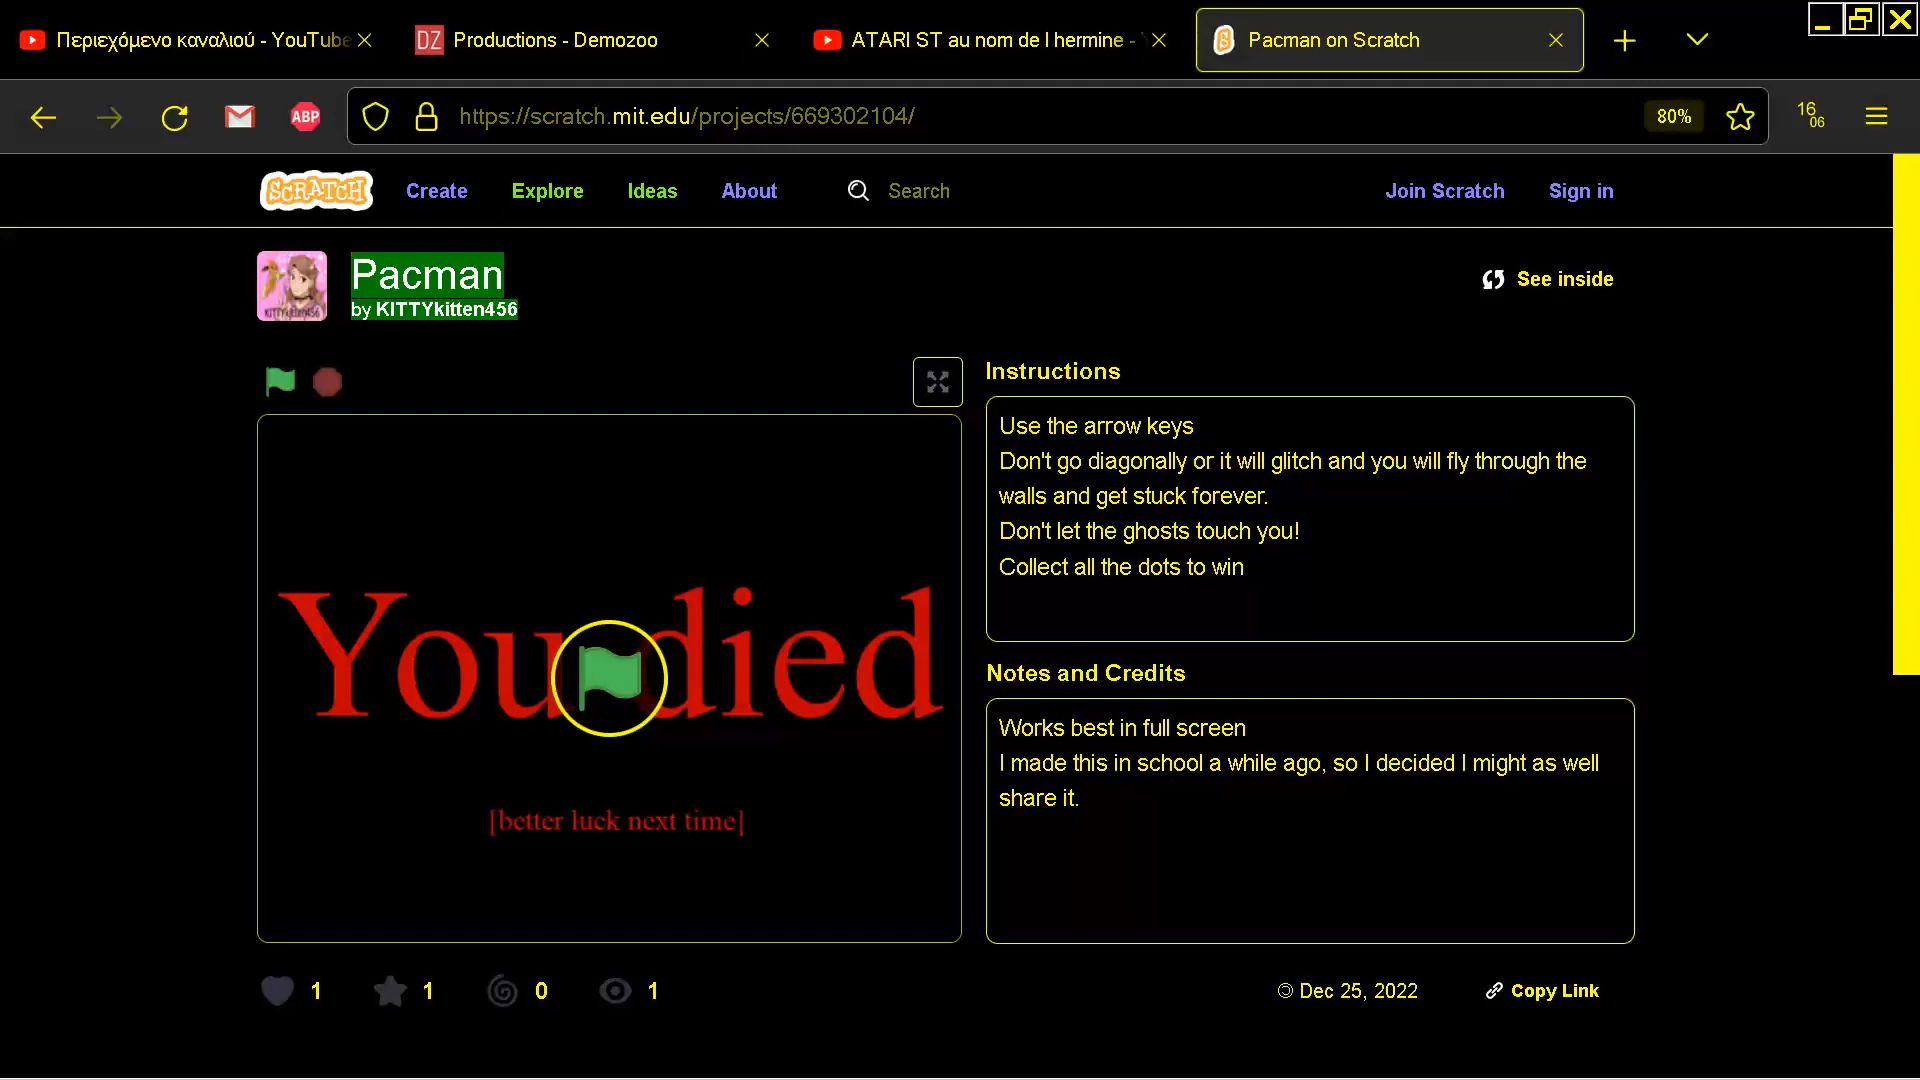 Περιεχόμενο καναλιού - YouTube
DZ Productions - Demozoo
ATARI ST au nom de l hermine -
Pacman on Scratch
ABP
https://scratch.mit.edu/projects/669302104/
80%
16
06
SCRATCH
Create
Explore
Ideas
About
Search
Join Scratch
Sign in
Pacman
by KITTYkitten456
KITTYkitten456
See inside
Instructions
Use the arrow keys
Don't go diagonally or it will glitch and you will fly through the
walls and get stuck forever.
Don't let the ghosts touch you!
Collect all the dots to win
You died
[better luck next time]
Notes and Credits
Works best in full screen
I made this in school a while ago, so I decided I might as well
share it.
1
1
0
1
© Dec 25, 2022
Copy Link